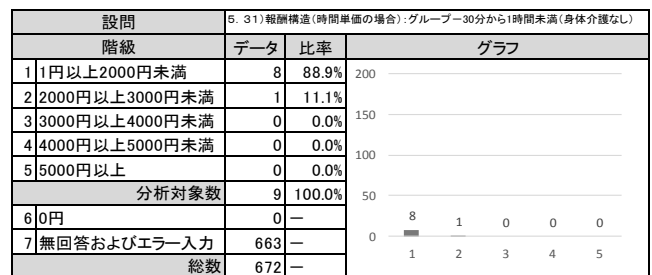 設問 5. 31)報酬構造(時間単価の場合):グループ－30分から1時間未満(身体介護なし)
階級 データ 比率 グラフ
1 1円以上2000円未満 8 88.9%
2 2000円以上3000円未満 1 11.1%
3 3000円以上4000円未満 0 0.0%
4 4000円以上5000円未満 0 0.0%
5 5000円以上 0 0.0%
分析対象数 9 100.0%
6 0円 0 －
7 無回答およびエラー入力 663 －
総数 672 －
200
150
100
50
0
8 1 0 0 0
1 2 3 4 5